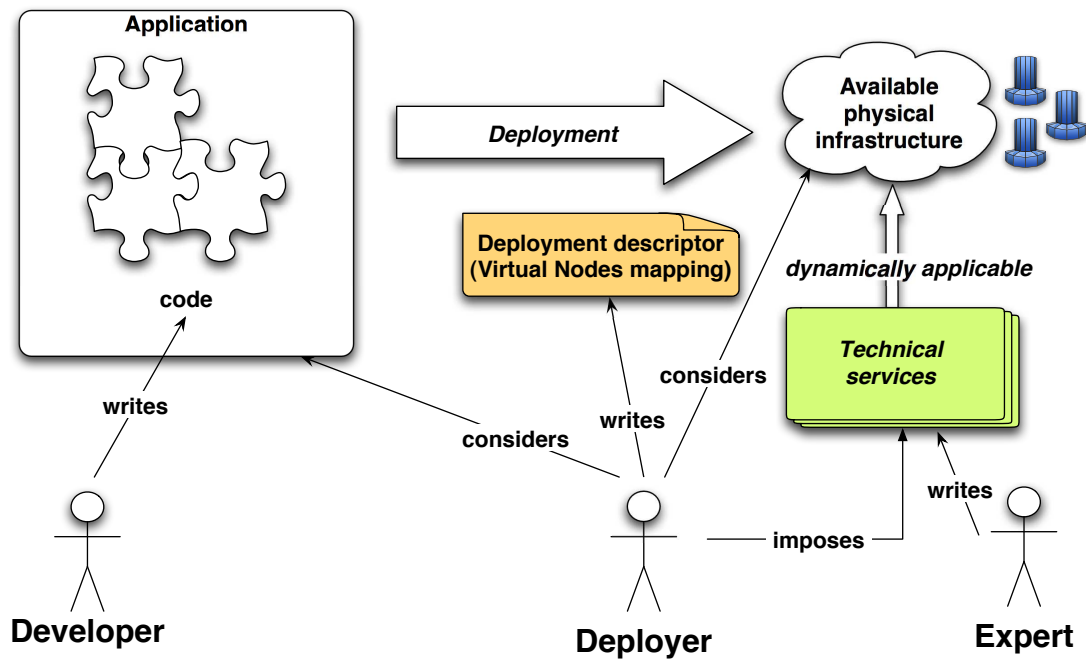 Application
code
writes
Deployment
Available
physical
infrastructure
Deployment descriptor
(Virtual Nodes mapping)
dynamically applicable
Technical
services
considers
writes
considers
writes
imposes
Developer
Deployer
Expert